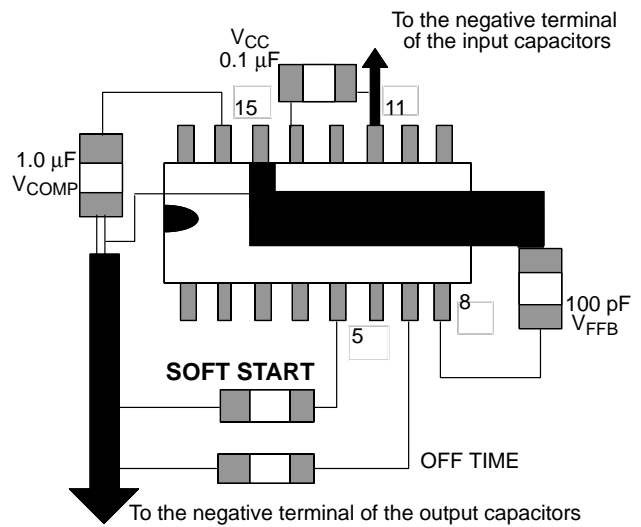 To the negative terminal
of the input capacitors
VCC
0.1 μF
15
11
1.0 μF
VCOMP
8
100 pF
VFFB
5
SOFT START
OFF TIME
To the negative terminal of the output capacitors